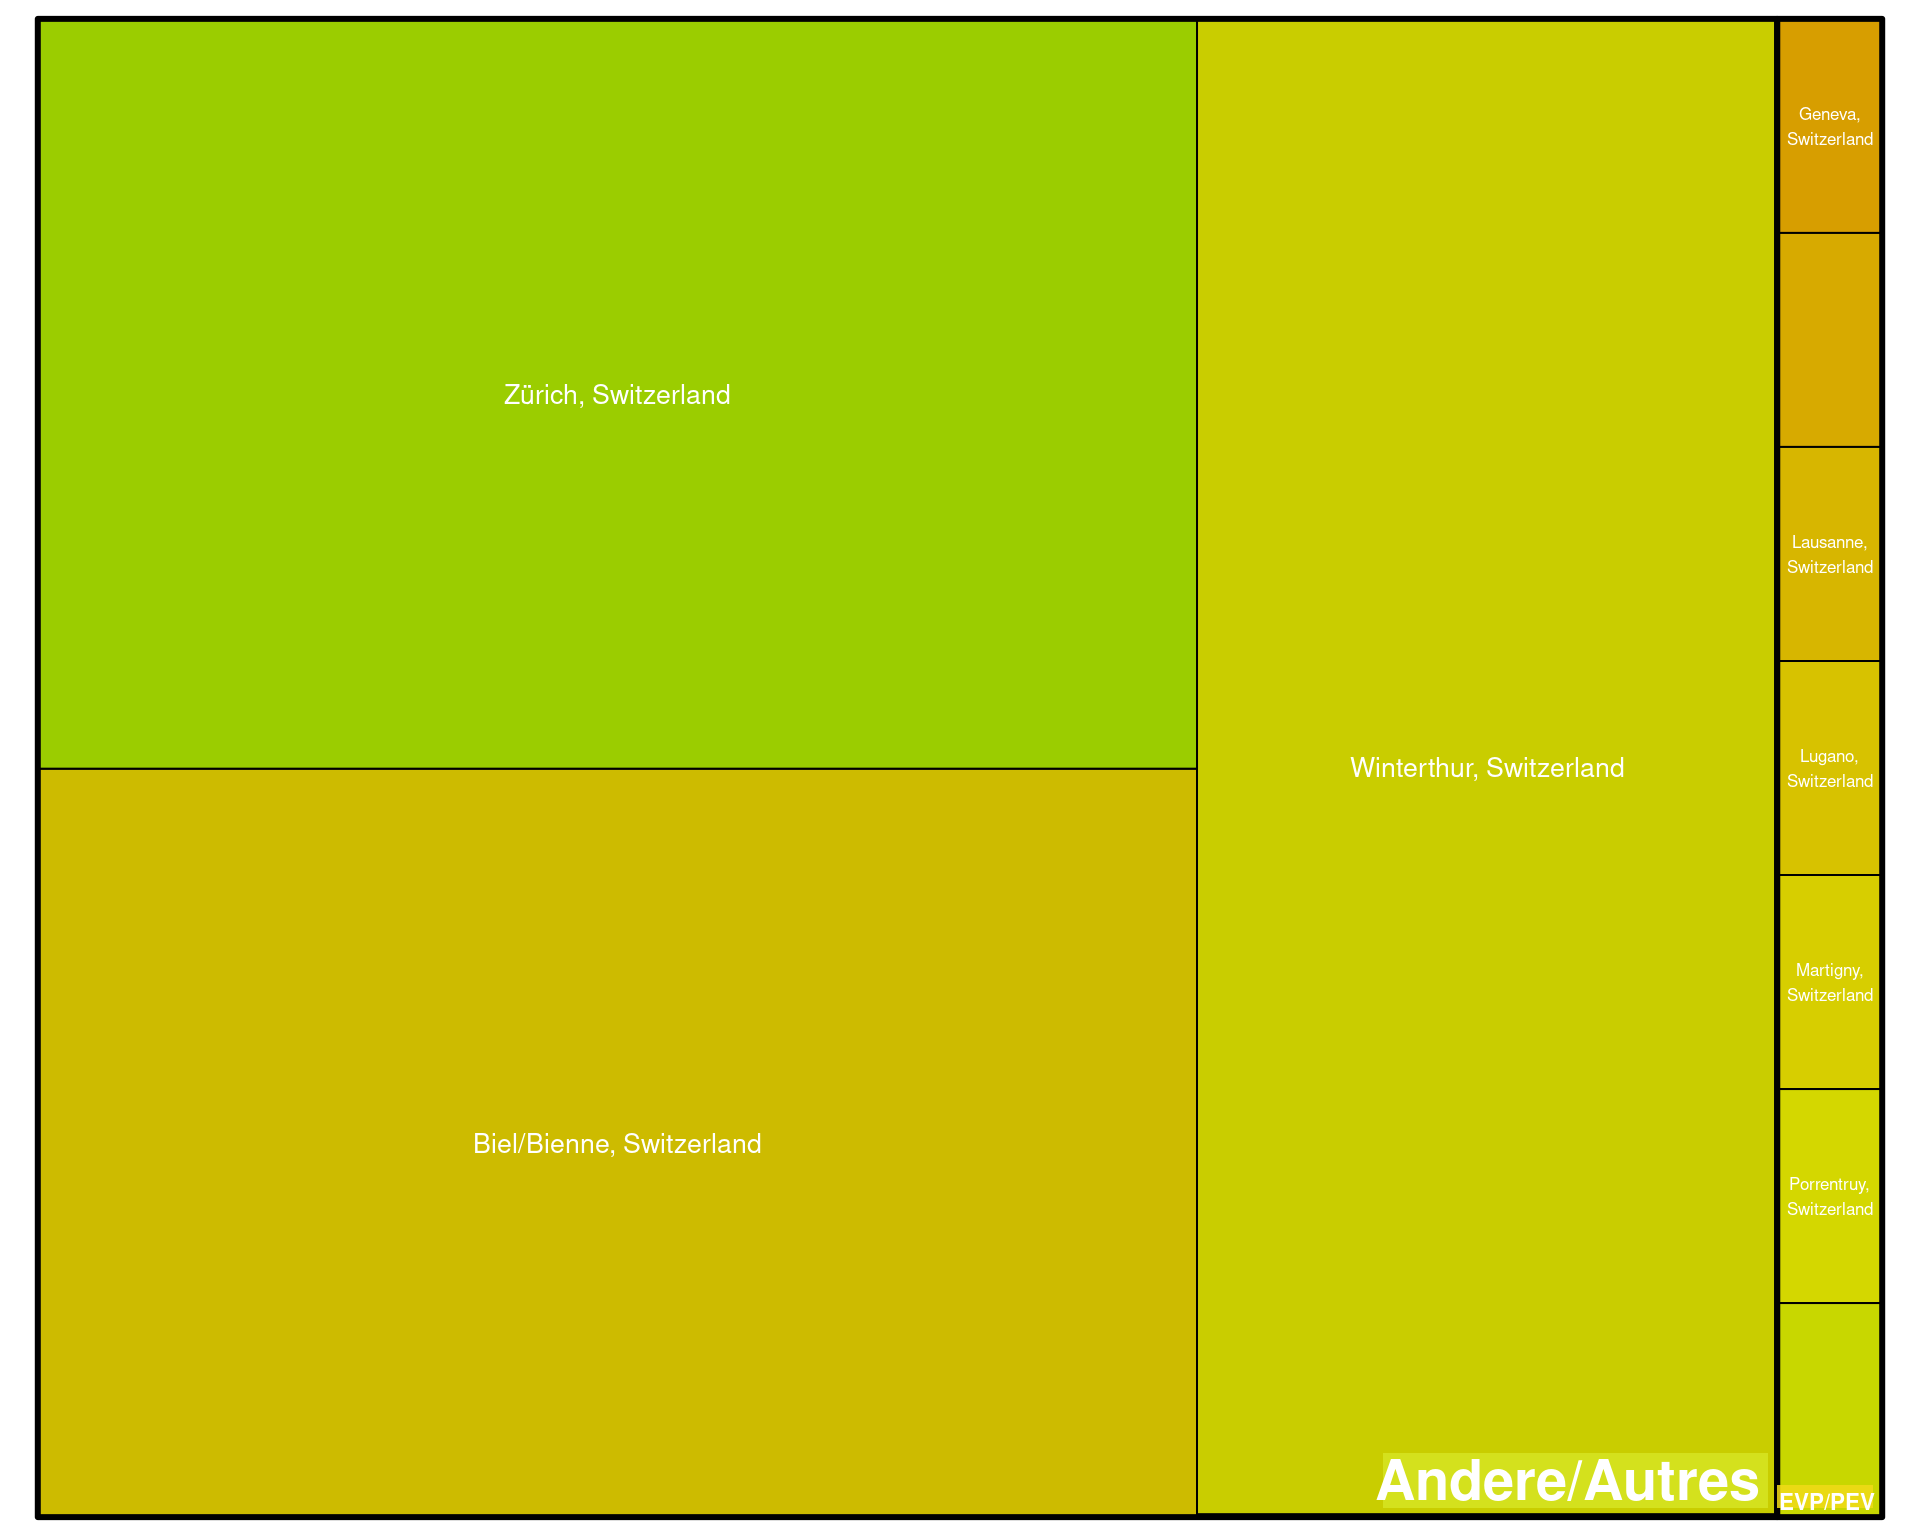 Zürich, Switzerland
Biel/Bienne, Switzerland
Winterthur, Switzerland
Andere/Autres
Geneva,
Switzerland
Lausanne,
Switzerland
Lugano,
Switzerland
Martigny,
Switzerland
Porrentruy,
Switzerland
EVP/PEV